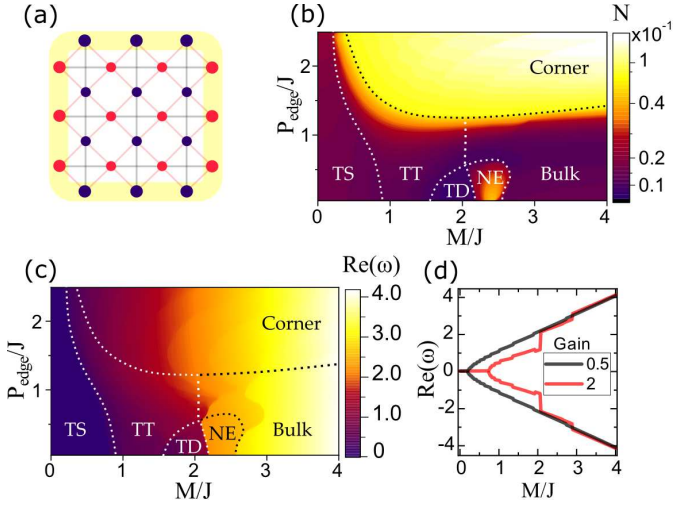 (a)
(b)
N
x10⁻¹
1
0.4
0.2
0.1
P_edge/J
2
1
0
Corner
TS
TT
TD
NE
Bulk
0 1 2 3 4
M/J
(c)
Re(ω)
4.0
3.0
2.0
1.0
0.0
P_edge/J
2
1
0
Corner
TS
TT
TD
NE
Bulk
0 1 2 3 4
M/J
(d)
Re(ω)
4
2
0
-2
-4
Gain
0.5
2
0 1 2 3 4
M/J